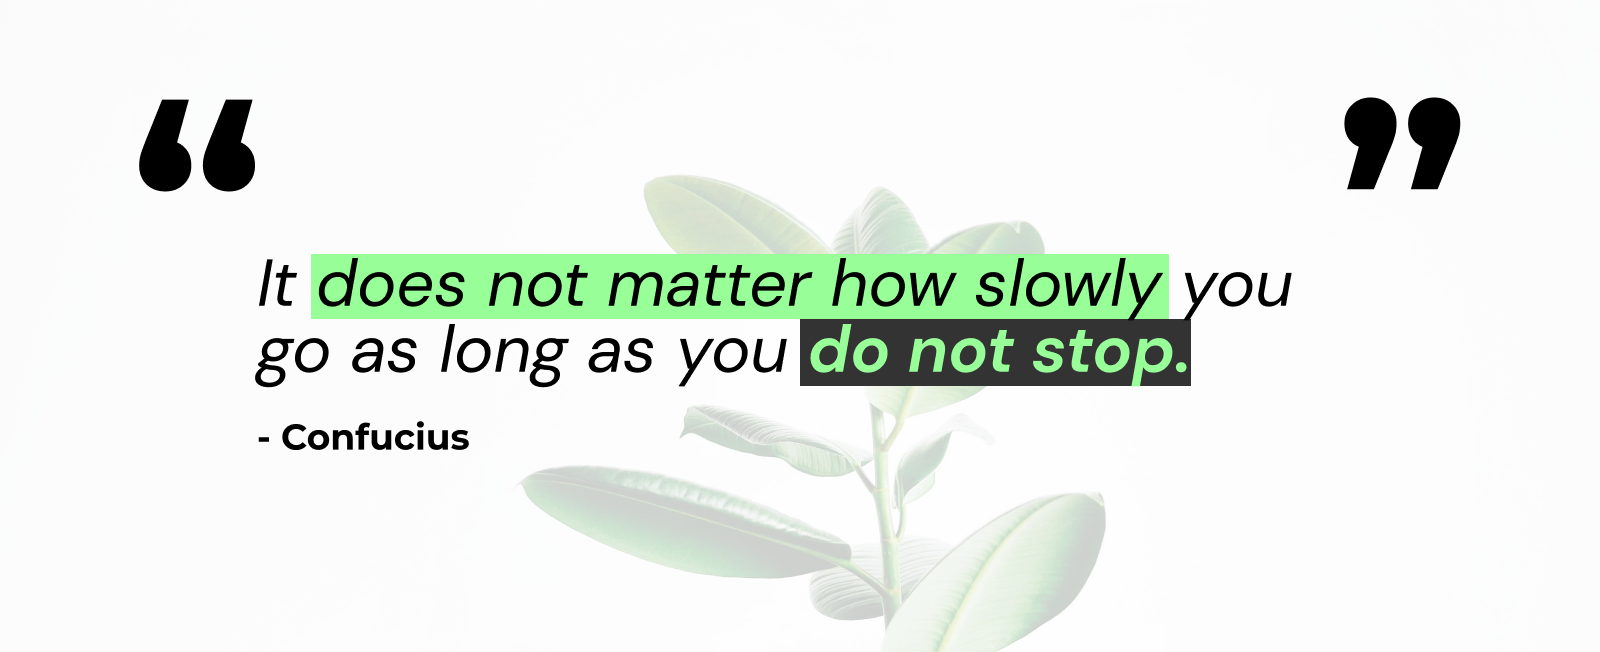 “ ”
It does not matter how slowly you
go as long as you do not stop.
- Confucius